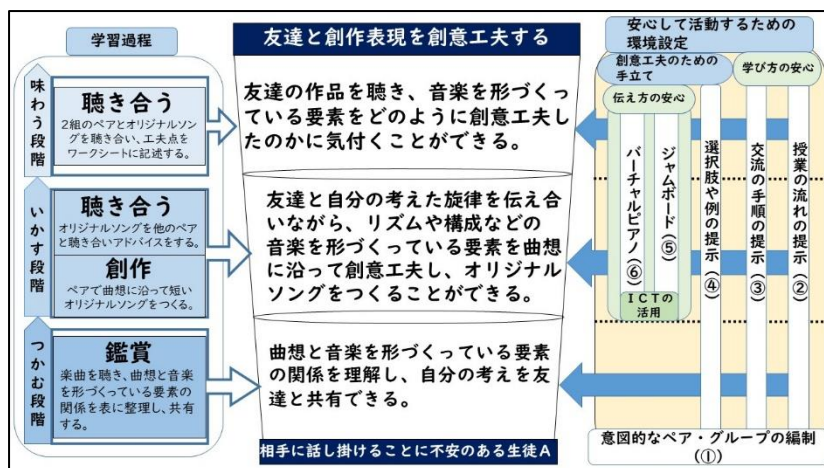 学習過程
友達と創作表現を創意工夫する
安心して活動するための
環境設定
味わう段階
聴き合う
2組のペアとオリジナルソン
グを聴き合い、工夫点を
ワークシートに記述する。
いかす段階
聴き合う
オリジナルソングを他のペア
と聴き合いアドバイスをする。
創作
ペアで曲想に沿って短い
オリジナルソングをつくる。
つかむ段階
鑑賞
楽曲を聴き、曲想と音楽
を形づくっている要素の
関係を表に整理し、共有
する。
友達の作品を聴き、音楽を形づくっ
ている要素をどのように創意工夫し
たのかに気付くことができる。
友達と自分の考えた旋律を伝え合
いながら、リズムや構成などの
音楽を形づくっている要素を曲想
に沿って創意工夫し、オリジナル
ソングをつくることができる。
曲想と音楽を形づくっている要素
の関係を理解し、自分の考えを友
達と共有できる。
相手に話し掛けることに不安のある生徒A
創意工夫のための
手立て
学び方の安心
伝え方の安心
バーチャルピアノ(⑥)
ジャムボード(⑤)
ICTの
活用
選択肢や例の提示(④)
交流の手順の提示(③)
授業の流れの提示(②)
意図的なペア・グループの編制
(①)